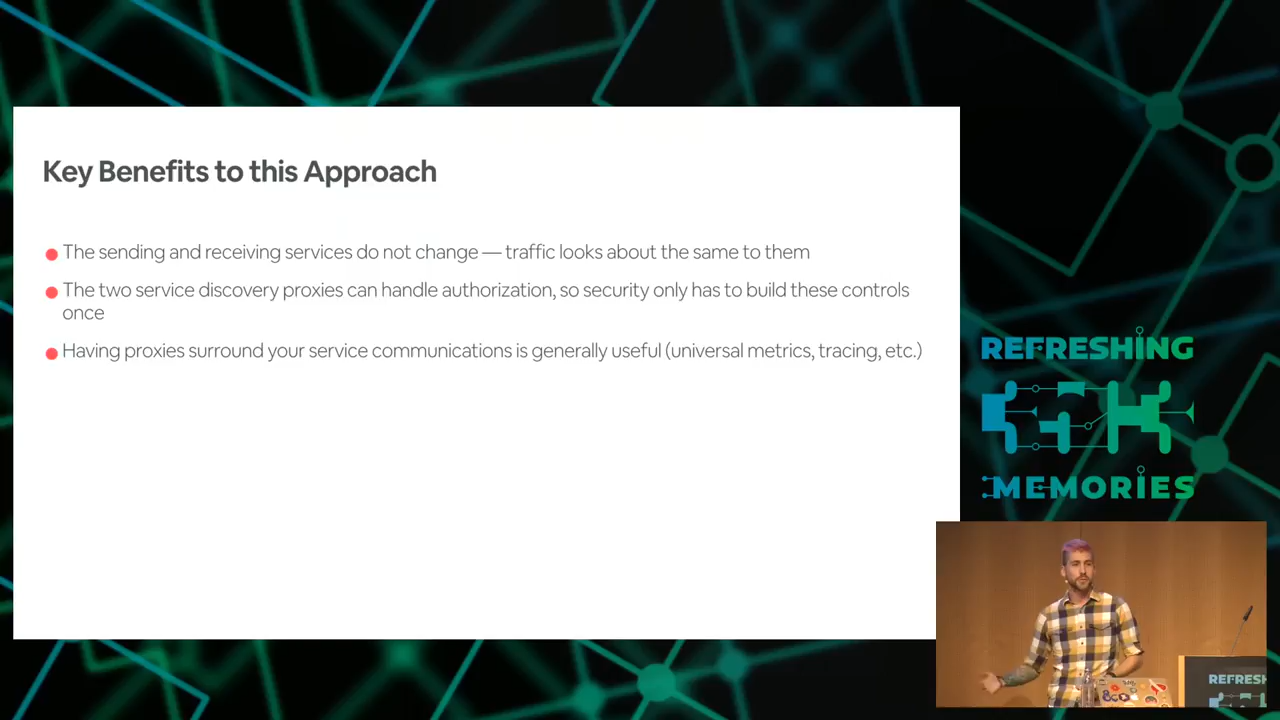 Key Benefits to this Approach
The sending and receiving services do not change — traffic looks about the same to them
The two service discovery proxies can handle authorization, so security only has to build these controls
once
Having proxies surround your service communications is generally useful (universal metrics, tracing, etc.)
REFRESHING
MEMORIES
REFRESH